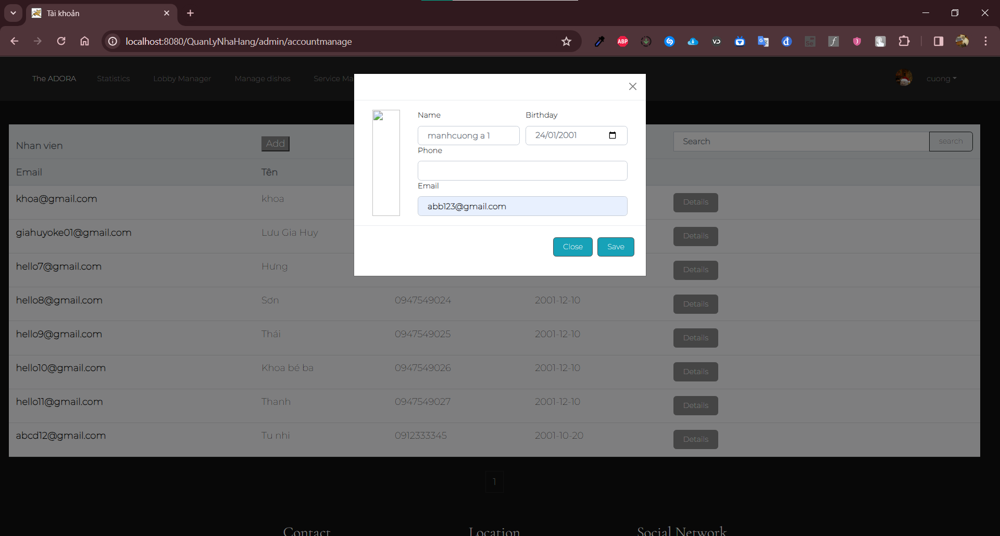 Tài khoản
localhost:8080/QuanLyNhaHang/admin/accountmanage
ABP
The ADORA Statistics Lobby Manager Manage dishes Service Ma cuong
Name Birthday
manhcuong a 1 24/01/2001
Phone
Email
abb123@gmail.com
Close Save
Nhan vien Add Search search
Email Tên
khoa@gmail.com khoa Details
giahuyoke01@gmail.com Lưu Gia Huy Details
hello7@gmail.com Hưng Details
hello8@gmail.com Sơn 0947549024 2001-12-10 Details
hello9@gmail.com Thái 0947549025 2001-12-10 Details
hello10@gmail.com Khoa bé ba 0947549026 2001-12-10 Details
hello11@gmail.com Thanh 0947549027 2001-12-10 Details
abcd12@gmail.com Tu nhi 0912333345 2001-10-20 Details
1
Contact Location Social Network